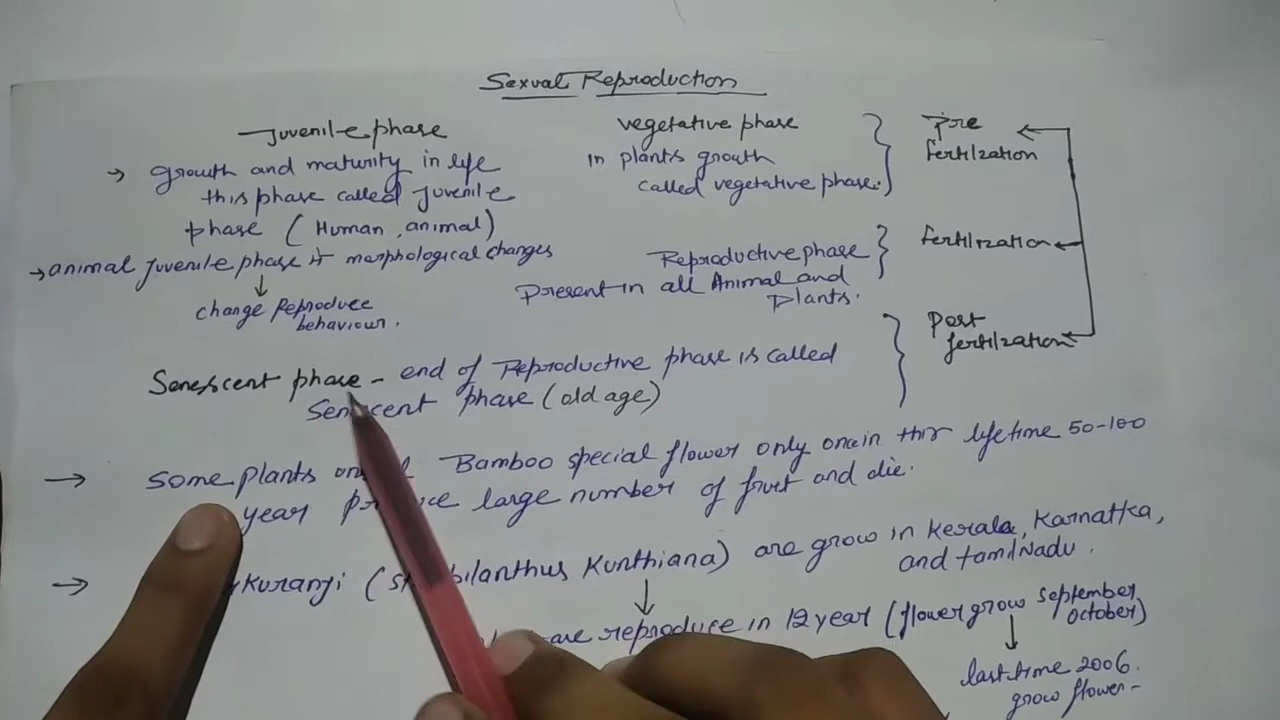 Sexual Reproduction
Juvenile phase
→ growth and maturity in life
this phase called Juvenile
phase ( Human , animal )
→ animal juvenile phase is morphological changes
↓
change Reproduce
behaviour .
vegetative phase
In plants growth
called vegetative phase.
Pre
fertilzation
Reproductive phase
Present in all Animal and
Plants.
fertilization
Senescent phase - end of Reproductive phase is called
Senescent phase ( old age )
Post
fertilization
→ some plants Bamboo special flower only once in thir lifetime 50-100
year large number of fruit and die.
→ kuranji ( Kunthiana ) are grow in Kerala, Karnatka,
and tamilNadu .
↓
are reproduce in 12 year ( flower grow september
october )
↓
last time 2006.
grow flower -